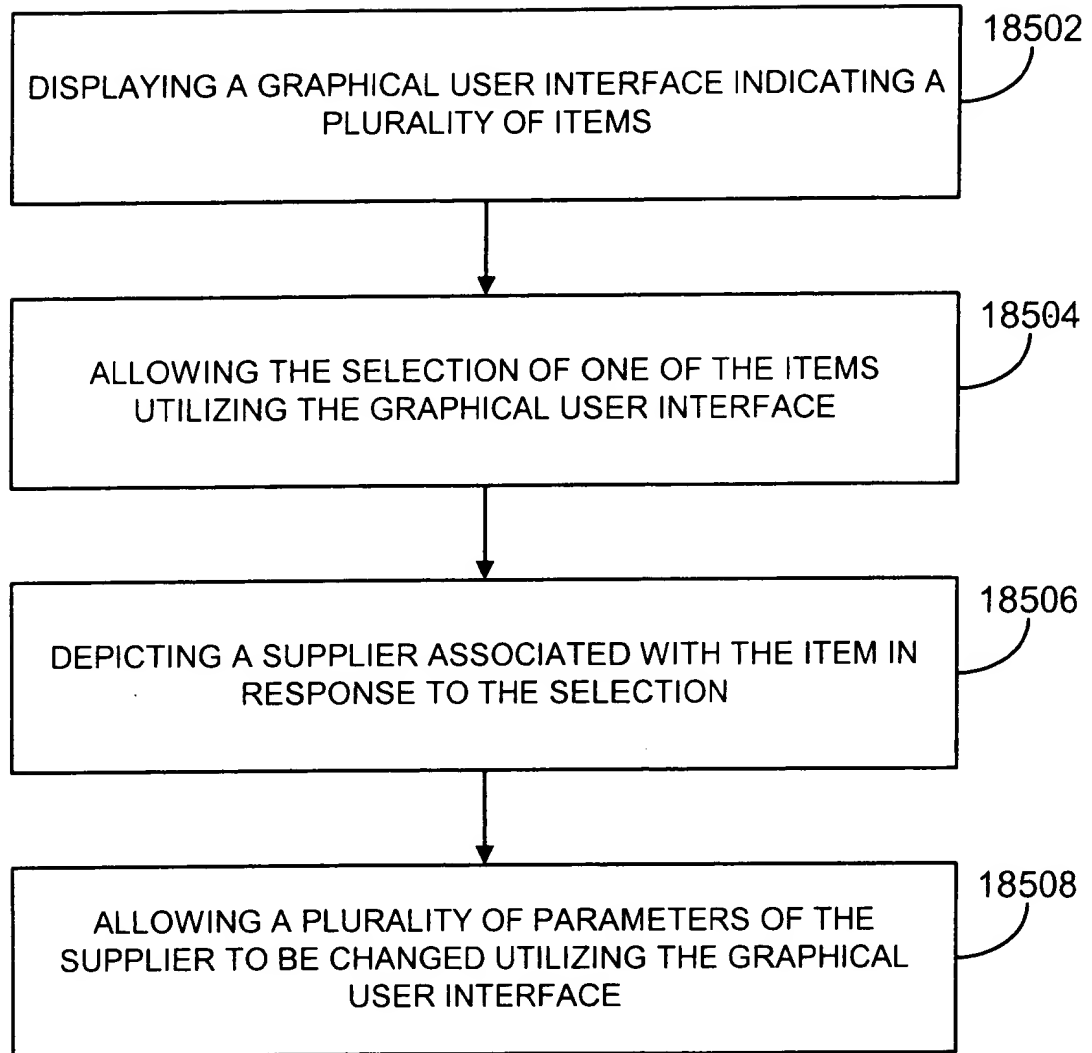 18502
DISPLAYING A GRAPHICAL USER INTERFACE INDICATING A
PLURALITY OF ITEMS
18504
ALLOWING THE SELECTION OF ONE OF THE ITEMS
UTILIZING THE GRAPHICAL USER INTERFACE
18506
DEPICTING A SUPPLIER ASSOCIATED WITH THE ITEM IN
RESPONSE TO THE SELECTION
18508
ALLOWING A PLURALITY OF PARAMETERS OF THE
SUPPLIER TO BE CHANGED UTILIZING THE GRAPHICAL
USER INTERFACE